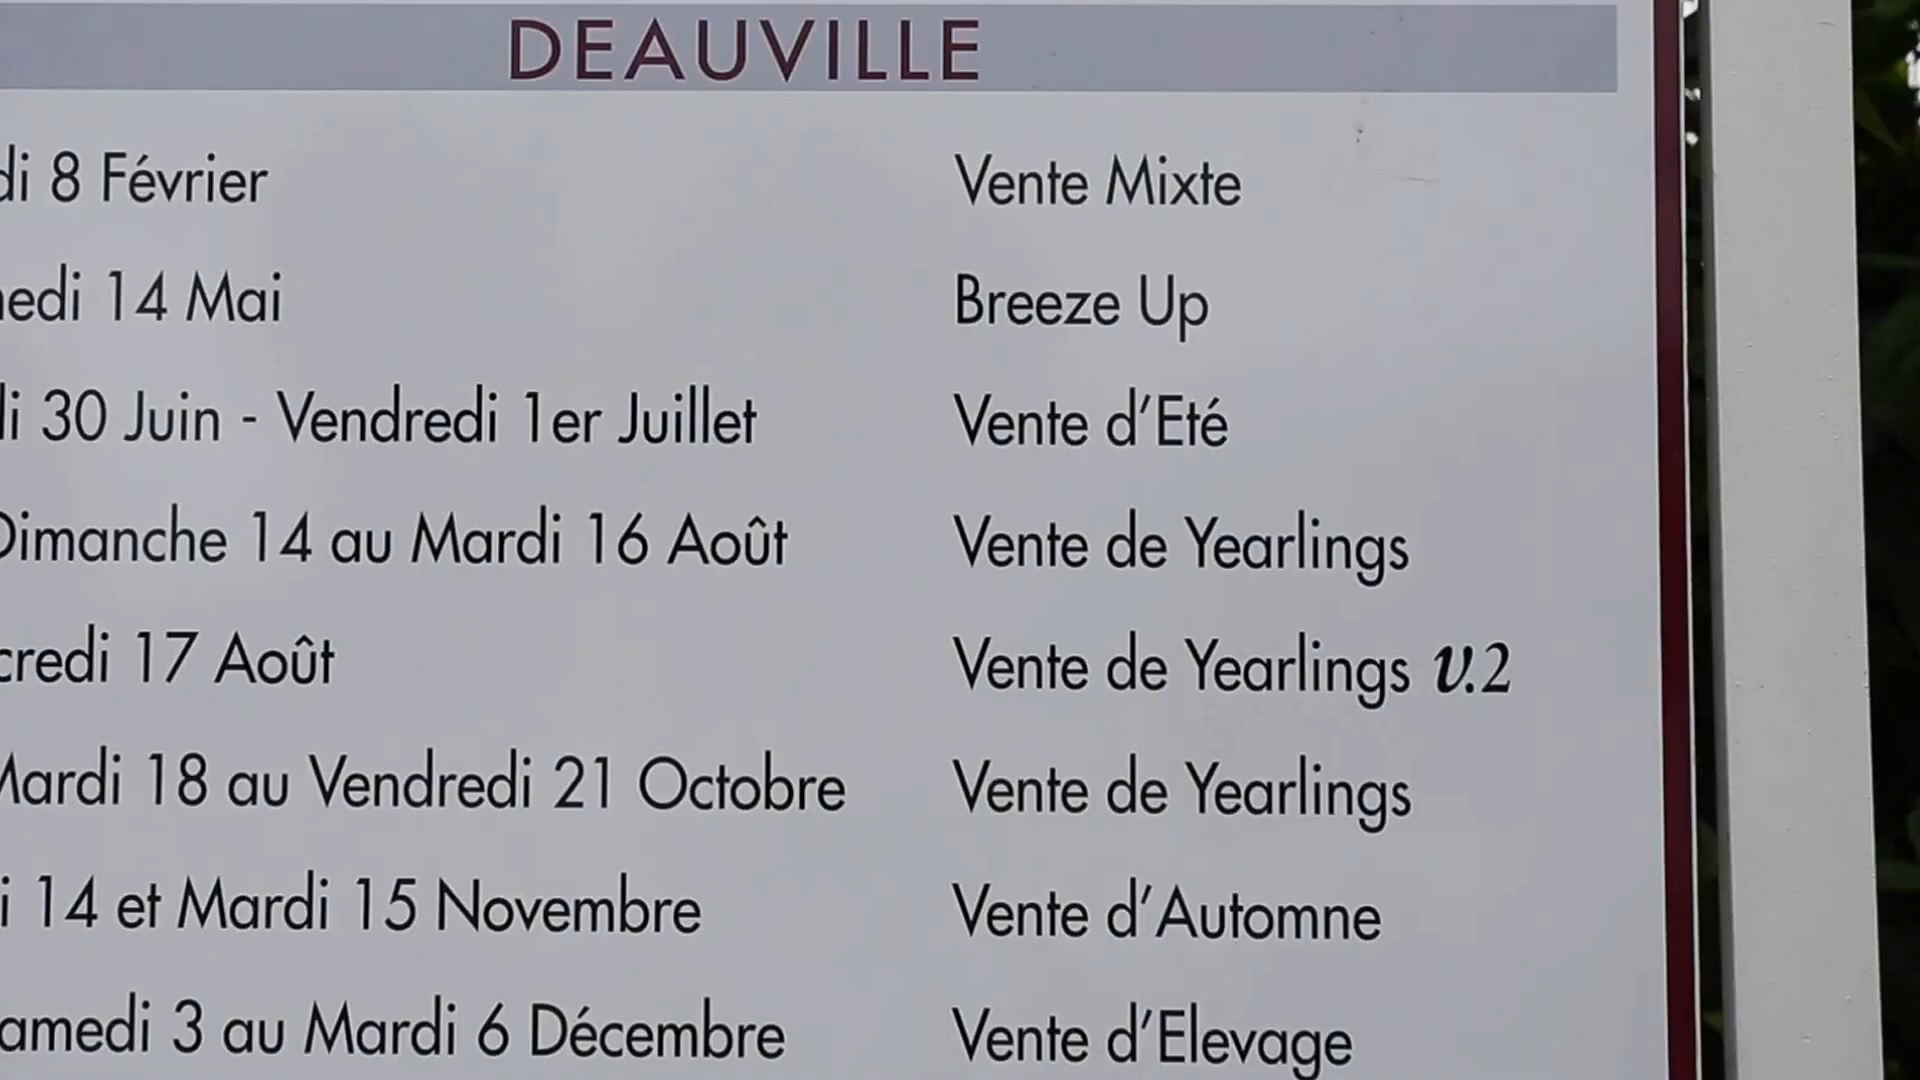 DEAUVILLE
di 8 Février Vente Mixte
nedi 14 Mai Breeze Up
di 30 Juin - Vendredi 1er Juillet Vente d'Eté
Dimanche 14 au Mardi 16 Août Vente de Yearlings
credi 17 Août Vente de Yearlings v.2
Mardi 18 au Vendredi 21 Octobre Vente de Yearlings
i 14 et Mardi 15 Novembre Vente d'Automne
amedi 3 au Mardi 6 Décembre Vente d'Elevage